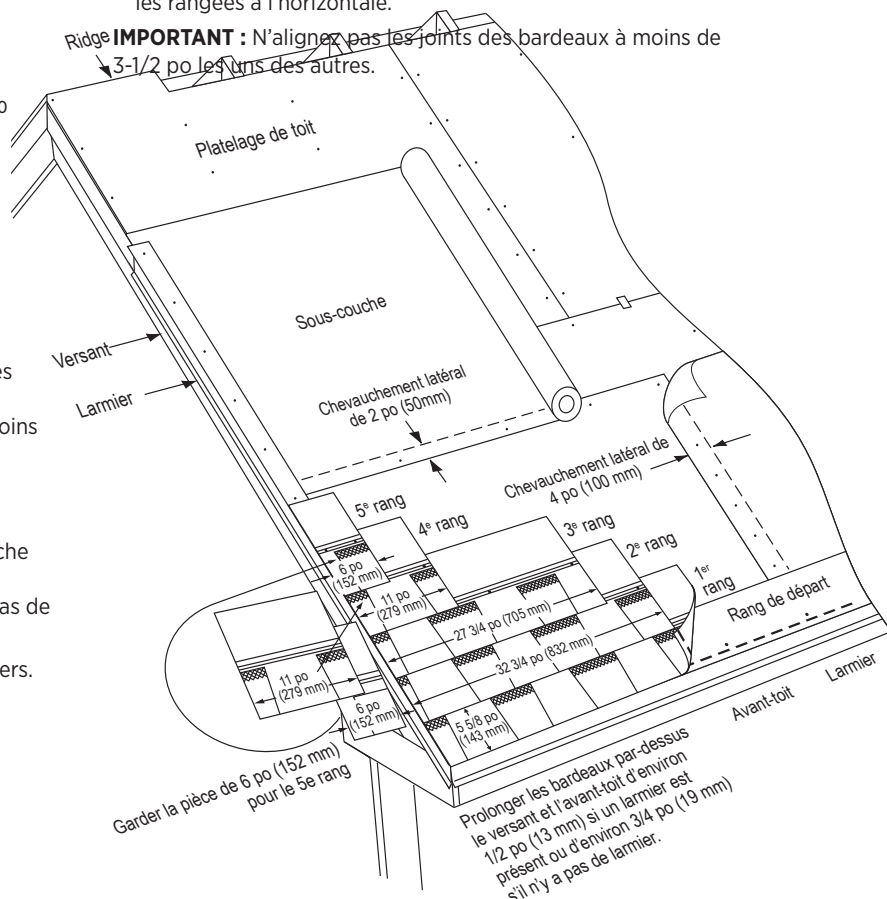 les rangées à l'horizontale.
IMPORTANT : N'alignez pas les joints des bardeaux à moins de
3-1/2 po les uns des autres.
Ridge
Platelage de toit
Sous-couche
Versant
Larmier
es
oins
Chevauchement latéral
de 2 po (50mm)
Chevauchement latéral de
4 po (100 mm)
che
as de
ers.
5e rang
4e rang
3e rang
2e rang
1er
rang
Rang de départ
6 po
(152 mm)
11 po
(279 mm)
27 3/4 po (705 mm)
32 3/4 po (832 mm)
11 po
(279 mm)
6 po
(152 mm)
5 5/8 po
(143 mm)
Avant-toit
Larmier
Garder la pièce de 6 po (152 mm)
pour le 5e rang
Prolonger les bardeaux par-dessus
le versant et l'avant-toit d'environ
1/2 po (13 mm) si un larmier est
présent ou d'environ 3/4 po (19 mm)
s'il n'y a pas de larmier.